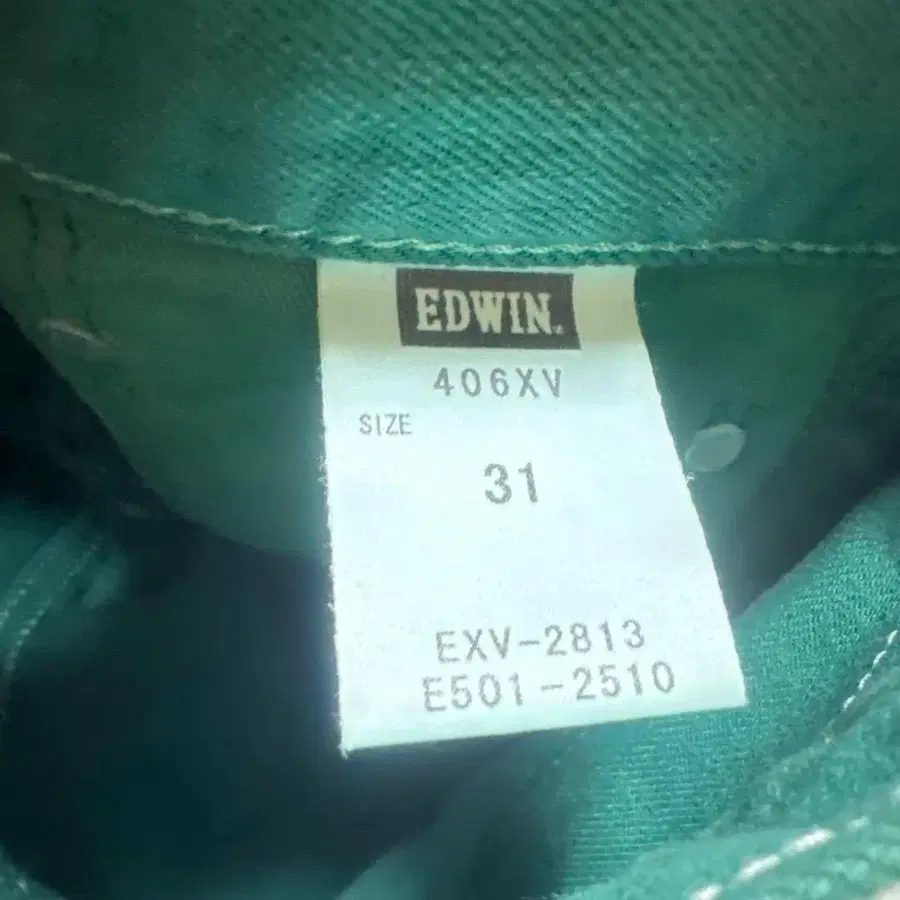 EDWIN.
406XV
SIZE
31
EXV-2813
E501-2510